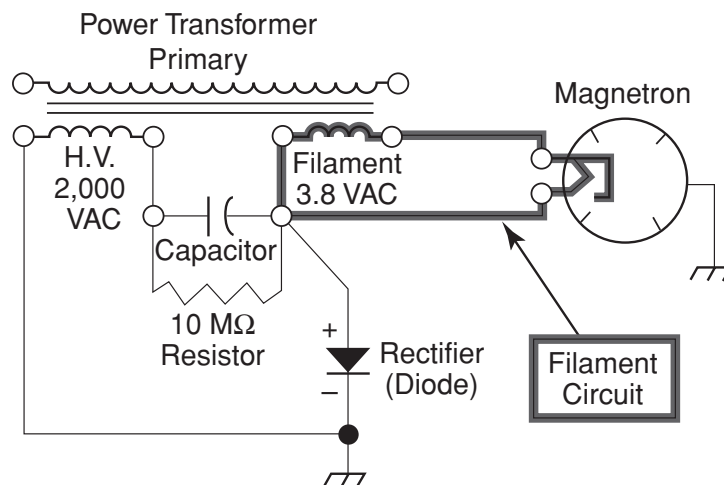 Power Transformer
Primary
Magnetron
H.V.
2,000
VAC
Filament
3.8 VAC
Capacitor
10 MΩ
Resistor
+
Rectifier
(Diode)
–
Filament
Circuit